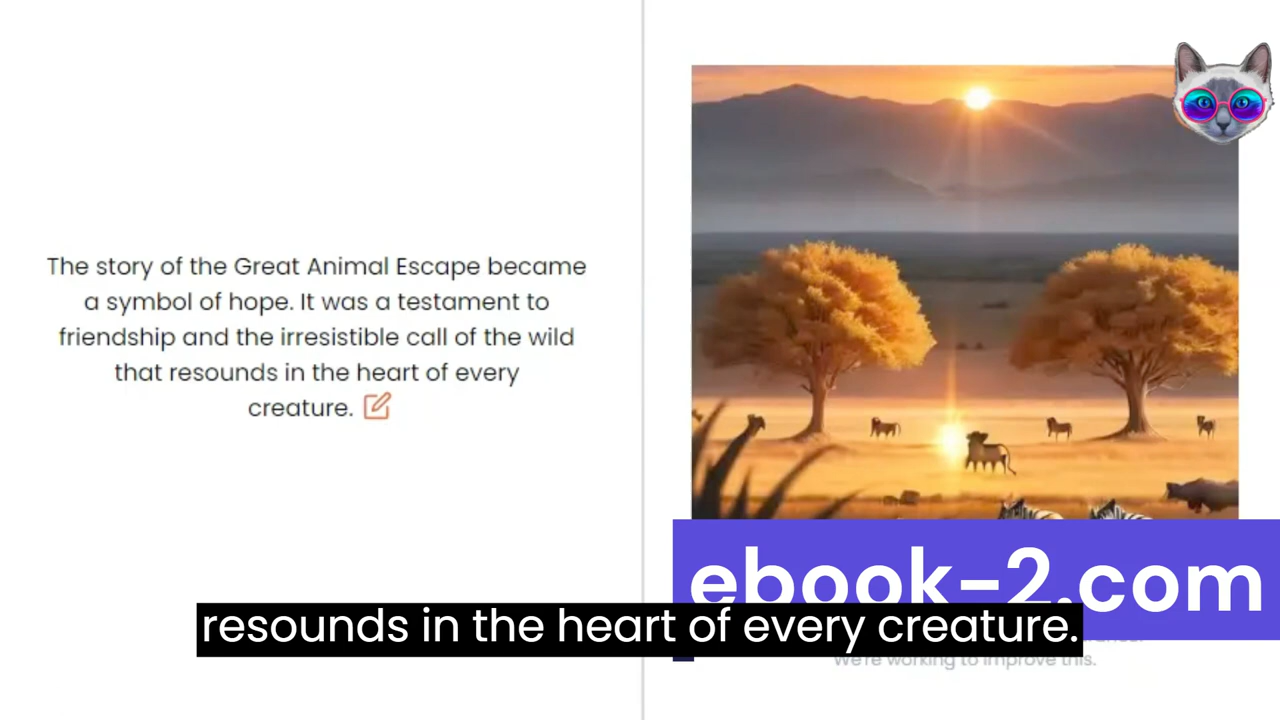 The story of the Great Animal Escape became
a symbol of hope. It was a testament to
friendship and the irresistible call of the wild
that resounds in the heart of every
creature.
ebook-2.com
resounds in the heart of every creature.
We're working to improve this.